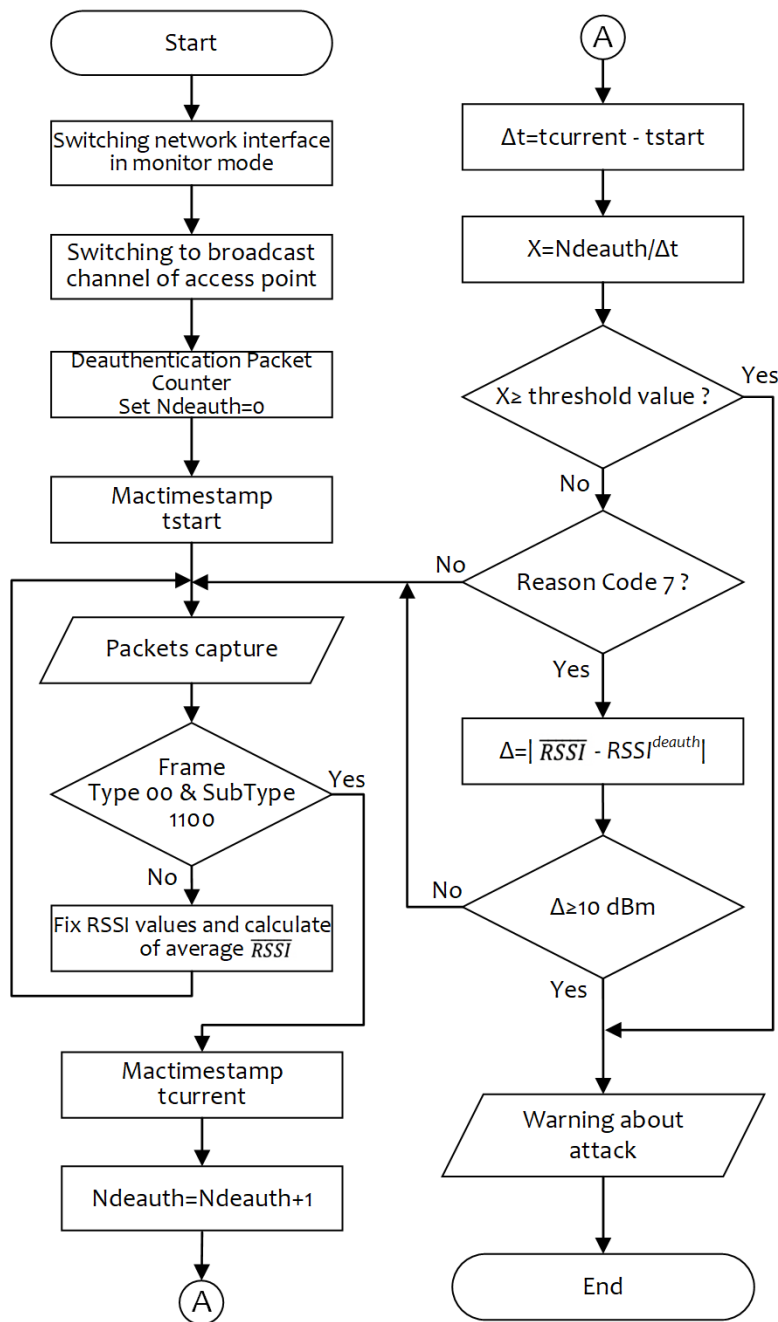 Start
Switching network interface
in monitor mode
Switching to broadcast
channel of access point
Deauthentication Packet
Counter
Set Ndeauth=0
Mactimestamp
tstart
Packets capture
Frame
Type 00 & SubType
1100
Yes
No
Fix RSSI values and calculate
of average R̅S̅S̅I̅
Mactimestamp
tcurrent
Ndeauth=Ndeauth+1
A
A
Δt=tcurrent - tstart
X=Ndeauth/Δt
X≥ threshold value ?
Yes
No
Reason Code 7 ?
No
Yes
Δ=| R̅S̅S̅I̅ - RSSI^deauth|
Δ≥10 dBm
No
Yes
Warning about
attack
End